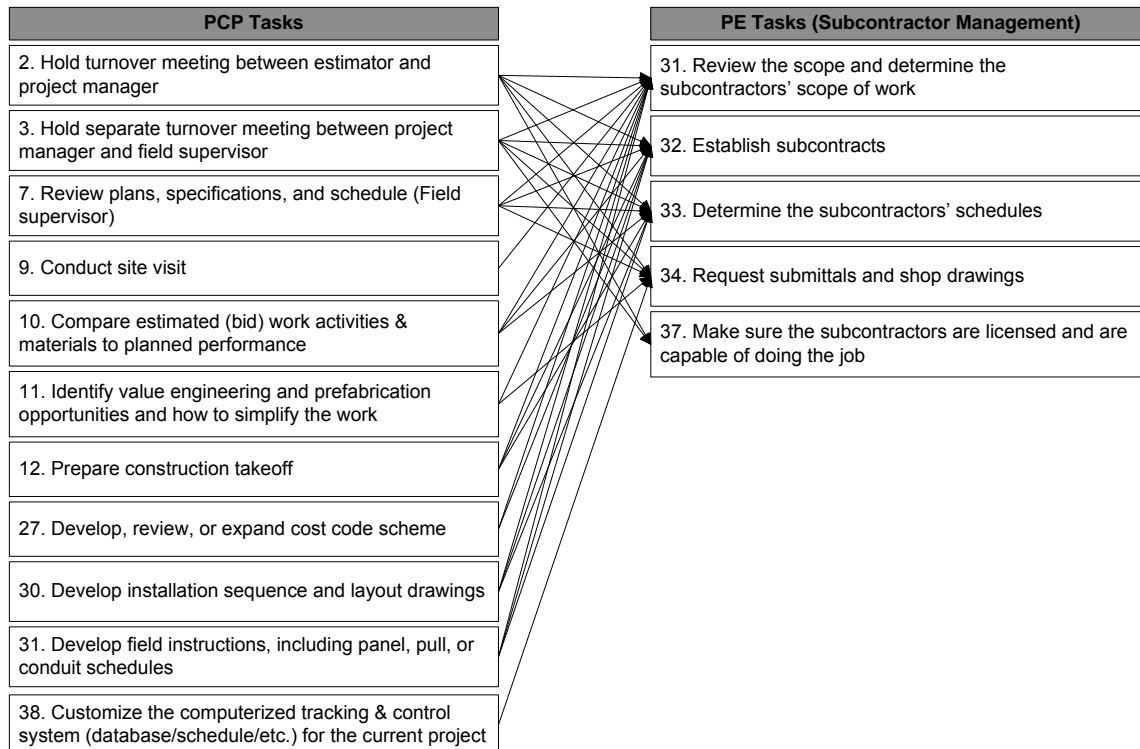 PCP Tasks
2. Hold turnover meeting between estimator and
project manager
3. Hold separate turnover meeting between project
manager and field supervisor
7. Review plans, specifications, and schedule (Field
supervisor)
9. Conduct site visit
10. Compare estimated (bid) work activities &
materials to planned performance
11. Identify value engineering and prefabrication
opportunities and how to simplify the work
12. Prepare construction takeoff
27. Develop, review, or expand cost code scheme
30. Develop installation sequence and layout drawings
31. Develop field instructions, including panel, pull, or
conduit schedules
38. Customize the computerized tracking & control
system (database/schedule/etc.) for the current project
PE Tasks (Subcontractor Management)
31. Review the scope and determine the
subcontractors’ scope of work
32. Establish subcontracts
33. Determine the subcontractors’ schedules
34. Request submittals and shop drawings
37. Make sure the subcontractors are licensed and are
capable of doing the job